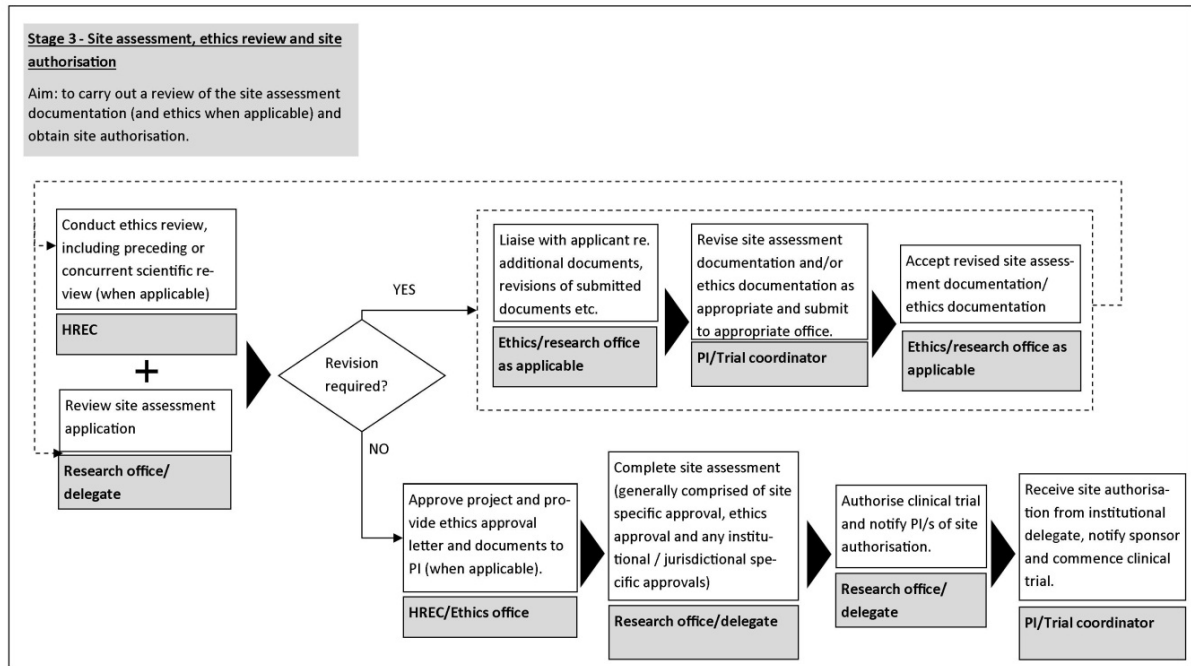 Stage 3 - Site assessment, ethics review and site
authorisation
Aim: to carry out a review of the site assessment
documentation (and ethics when applicable) and
obtain site authorisation.
Conduct ethics review,
including preceding or
concurrent scientific re-
view (when applicable)
HREC
+
Review site assessment
application
Research office/
delegate
Revision
required?
YES
Liaise with applicant re.
additional documents,
revisions of submitted
documents etc.
Ethics/research office
as applicable
Revise site assessment
documentation and/or
ethics documentation as
appropriate and submit
to appropriate office.
PI/Trial coordinator
Accept revised site assess-
ment documentation/
ethics documentation
Ethics/research office as
applicable
NO
Approve project and pro-
vide ethics approval
letter and documents to
PI (when applicable).
HREC/Ethics office
Complete site assessment
(generally comprised of site
specific approval, ethics
approval and any institu-
tional / jurisdictional spe-
cific approvals)
Research office/delegate
Authorise clinical trial
and notify PI/s of site
authorisation.
Research office/
delegate
Receive site authorisa-
tion from institutional
delegate, notify sponsor
and commence clinical
trial.
PI/Trial coordinator